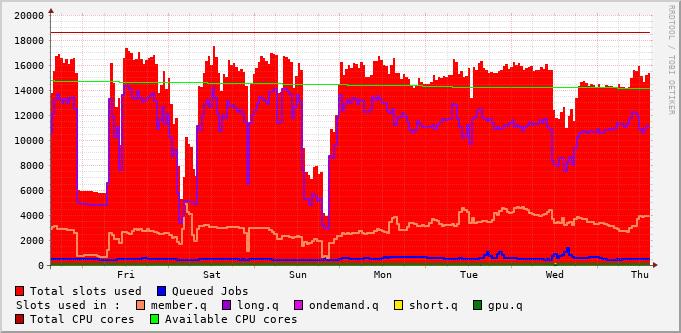 20000
18000
16000
14000
12000
10000
8000
6000
4000
2000
0
Fri Sat Sun Mon Tue Wed Thu
RRDTOOL / TOBI OETIKER
Total slots used Queued Jobs
Slots used in : member.q long.q ondemand.q short.q gpu.q
Total CPU cores Available CPU cores